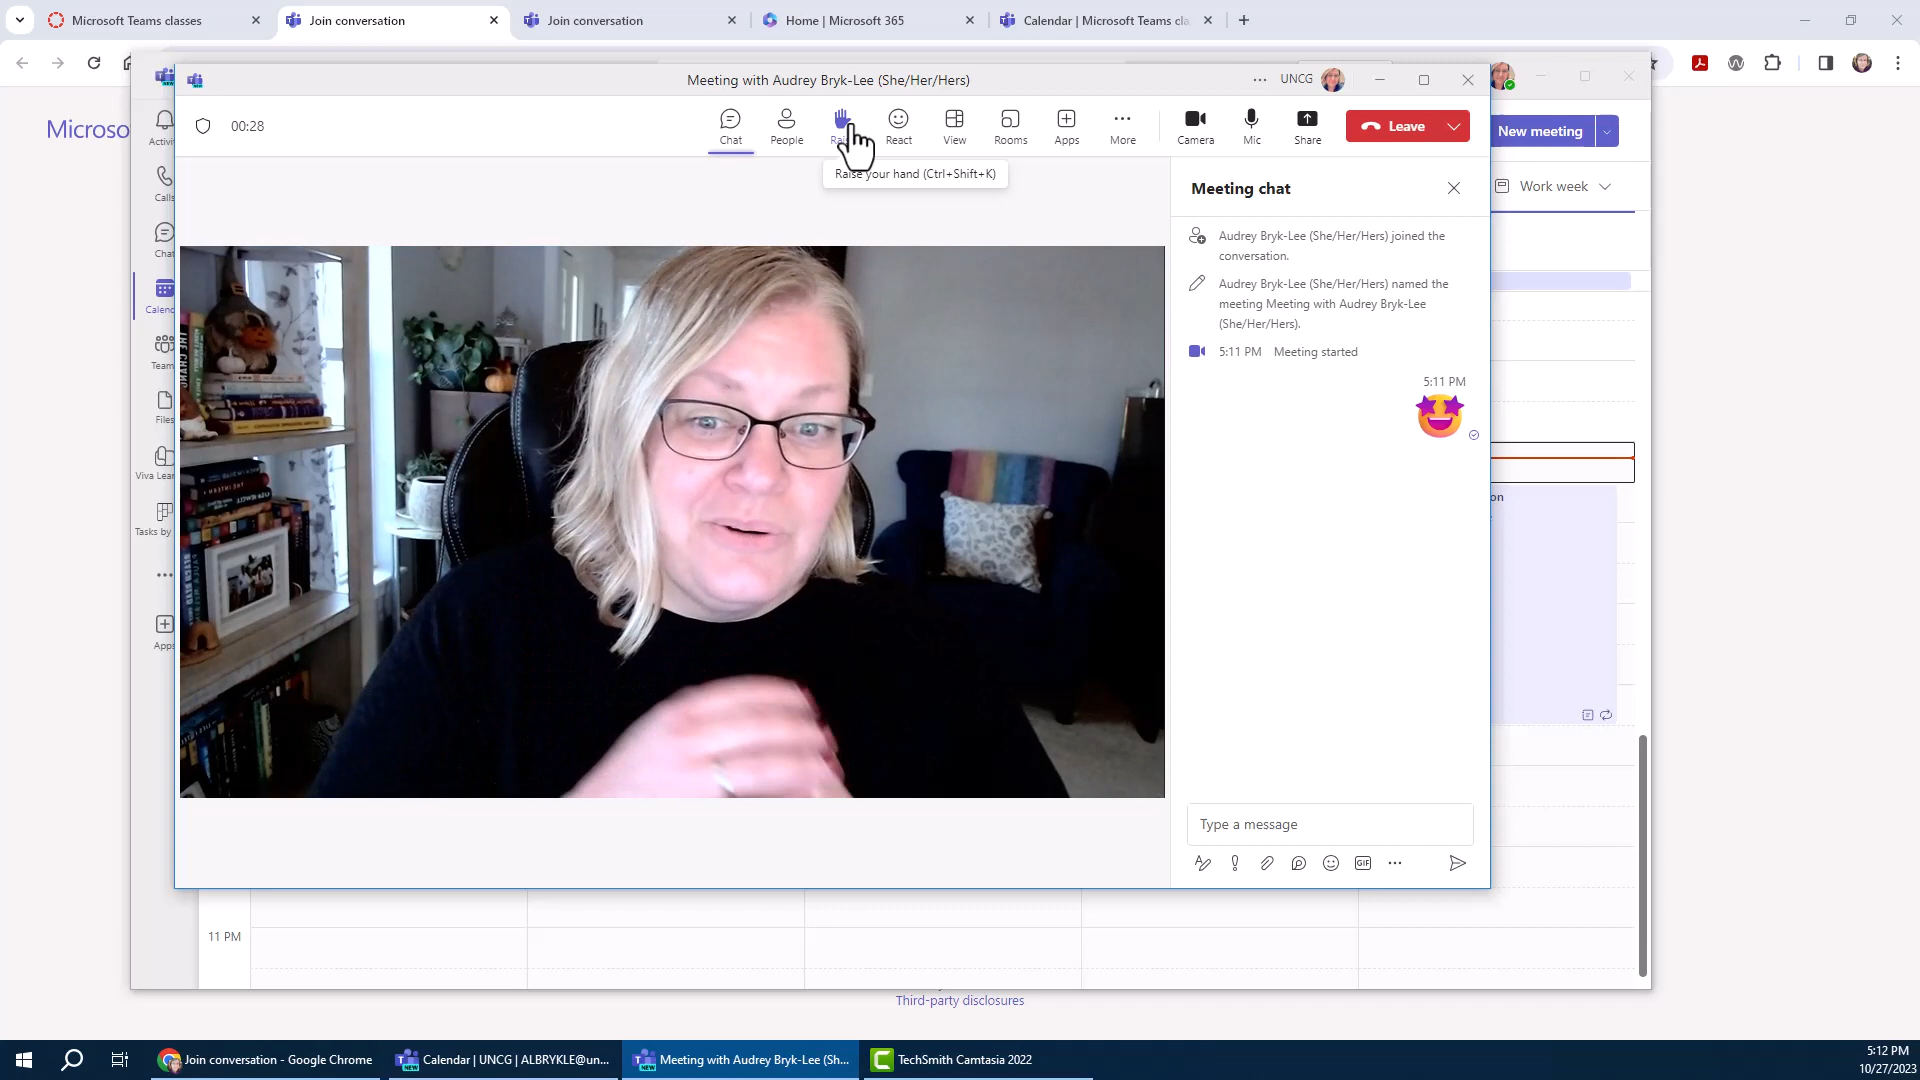 Microsoft Teams classes
Join conversation
Join conversation
Home | Microsoft 365
Calendar | Microsoft Teams cla
Meeting with Audrey Bryk-Lee (She/Her/Hers)
UNCG
Microso
00:28
Chat
People
React
View
Rooms
Apps
More
Camera
Mic
Share
Leave
New meeting
Raise your hand (Ctrl+Shift+K)
Meeting chat
Work week
Activi
Calls
Chat
Calend
Team
Files
Viva Lear
Tasks by
Apps
Audrey Bryk-Lee (She/Her/Hers) joined the
conversation.
Audrey Bryk-Lee (She/Her/Hers) named the
meeting Meeting with Audrey Bryk-Lee
(She/Her/Hers).
5:11 PM Meeting started
5:11 PM
on
Type a message
GIF
11 PM
Third-party disclosures
Join conversation - Google Chrome
NEW
Calendar | UNCG | ALBRYKLE@un...
NEW
Meeting with Audrey Bryk-Lee (Sh...
TechSmith Camtasia 2022
5:12 PM
10/27/2023